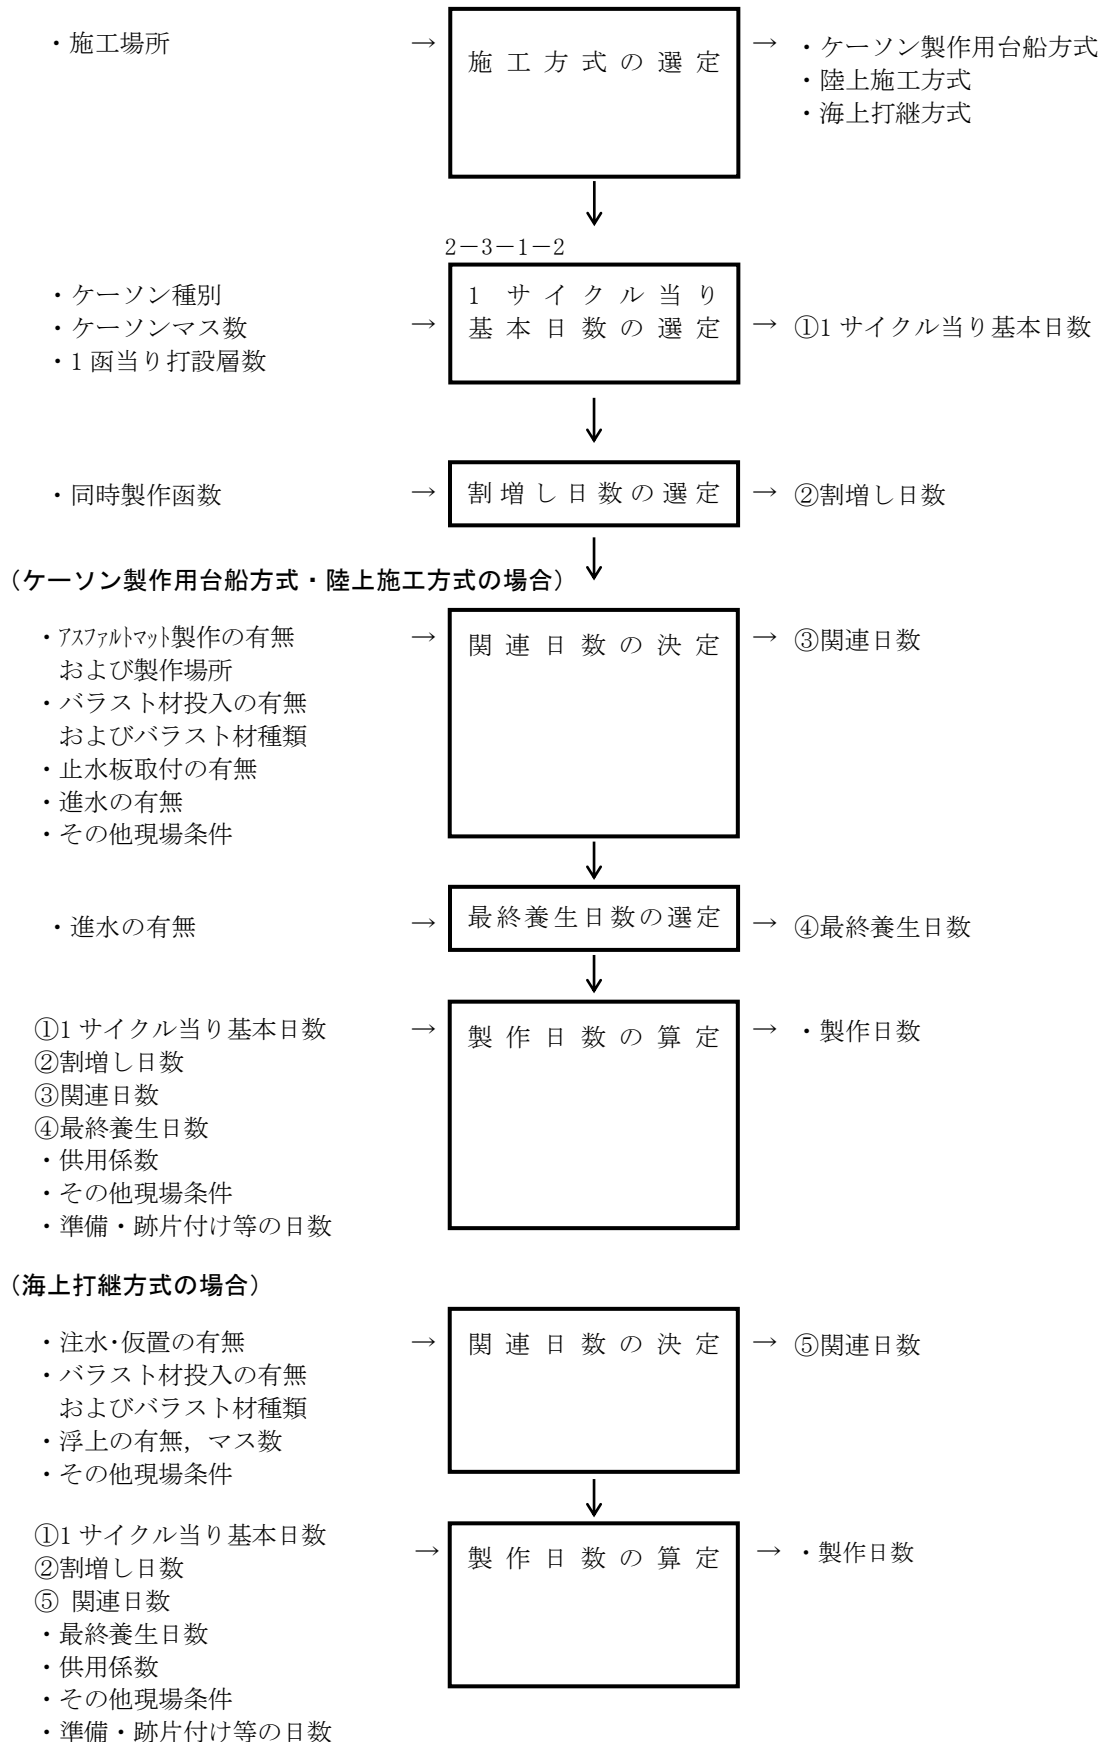 ・施工場所
→
施工方式の選定
→
・ケーソン製作用台船方式
・陸上施工方式
・海上打継方式
↓
2－3－1－2
・ケーソン種別
・ケーソンマス数
・1函当り打設層数
→
1サイクル当り
基本日数の選定
→
①1サイクル当り基本日数
↓
・同時製作函数
→
割増し日数の選定
→
②割増し日数
↓
（ケーソン製作用台船方式・陸上施工方式の場合）
・ｱｽﾌｧﾙﾄﾏｯﾄ製作の有無
および製作場所
・バラスト材投入の有無
およびバラスト材種類
・止水板取付の有無
・進水の有無
・その他現場条件
→
関連日数の決定
→
③関連日数
↓
・進水の有無
→
最終養生日数の選定
→
④最終養生日数
↓
①1サイクル当り基本日数
②割増し日数
③関連日数
④最終養生日数
・供用係数
・その他現場条件
・準備・跡片付け等の日数
→
製作日数の算定
→
・製作日数
（海上打継方式の場合）
・注水･仮置の有無
・バラスト材投入の有無
およびバラスト材種類
・浮上の有無，マス数
・その他現場条件
→
関連日数の決定
→
⑤関連日数
↓
①1サイクル当り基本日数
②割増し日数
⑤ 関連日数
・最終養生日数
・供用係数
・その他現場条件
・準備・跡片付け等の日数
→
製作日数の算定
→
・製作日数